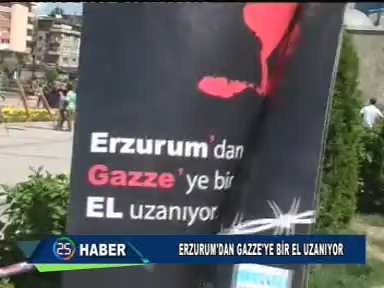 Erzurum'dan
Gazze'ye bir
EL uzanıyor
25 HABER
ERZURUM'DAN GAZZE'YE BİR EL UZANIYOR